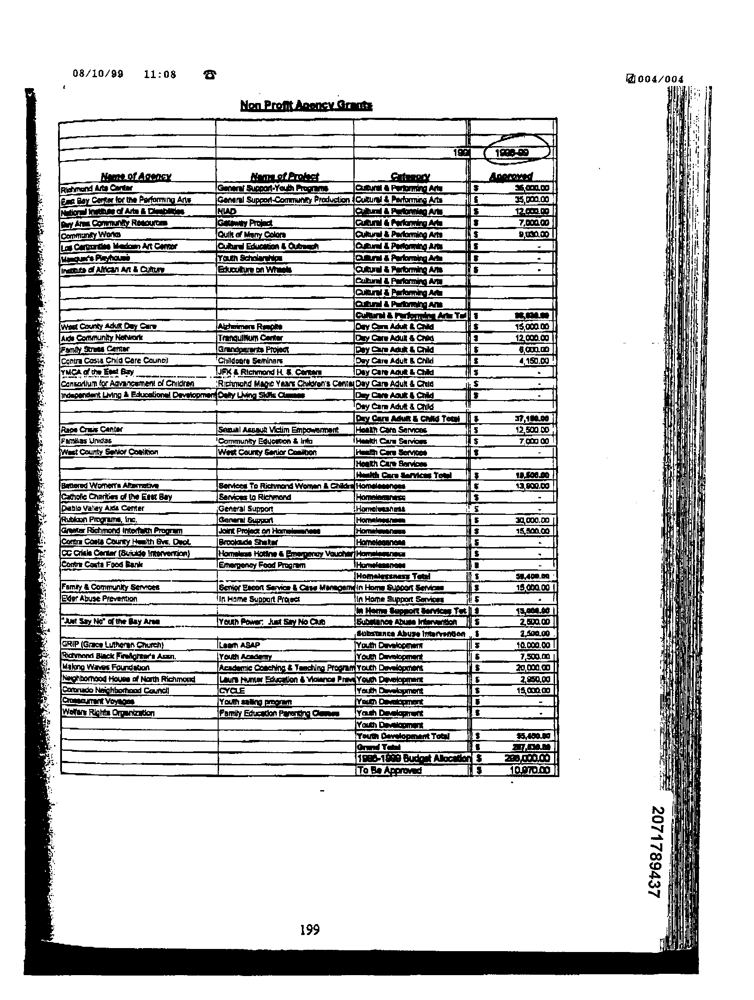 08/10/99 11:08 ☎ 004/004
Non Profit Agency Grants
199 1998-99
Name of Agency Name of Project Category Approved
Richmond Arts Center General Support-Youth Programs Cultural & Performing Arts $ 35,000.00
East Bay Center for the Performing Arts General Support-Community Production Cultural & Performing Arts $ 35,000.00
National Institute of Arts & Disabilities NIAD Cultural & Performing Arts $ 12,000.00
Bay Area Community Resources Gateway Project Cultural & Performing Arts $ 7,000.00
Community Works Quilt of Many Colors Cultural & Performing Arts $ 9,030.00
Los Cenzontles Mexican Art Center Cultural Education & Outreach Cultural & Performing Arts $ -
Masquer's Playhouse Youth Scholarships Cultural & Performing Arts $ -
Institute of African Art & Culture Educulture on Wheels Cultural & Performing Arts $ -
Cultural & Performing Arts
Cultural & Performing Arts
Cultural & Performing Arts
Cultural & Performing Arts Tot $
West County Adult Day Care Alzheimers Respite Day Care Adult & Child $ 15,000.00
Aids Community Network Tranquilium Center Day Care Adult & Child $ 12,000.00
Family Stress Center Grandparents Project Day Care Adult & Child $ 6,000.00
Contra Costa Child Care Council Childcare Seminars Day Care Adult & Child $ 4,150.00
YMCA of the East Bay JFK & Richmond H. S. Centers Day Care Adult & Child $ -
Consortium for Advancement of Children Richmond Magic Years Children's Center Day Care Adult & Child $ -
Independent Living & Educational Development Daily Living Skills Classes Day Care Adult & Child $ -
Day Care Adult & Child
Day Care Adult & Child Total $ 37,150.00
Rape Crisis Center Sexual Assault Victim Empowerment Health Care Services $ 12,500.00
Familias Unidas Community Education & Info Health Care Services $ 7,000.00
West County Senior Coalition West County Senior Coalition Health Care Services $ -
Health Care Services
Health Care Services Total $ 19,500.00
Battered Women's Alternative Services To Richmond Women & Childre Homelessness $ 13,900.00
Catholic Charities of the East Bay Services to Richmond Homelessness $ -
Diablo Valley Aids Center General Support Homelessness $ -
Rubicon Programs, Inc. General Support Homelessness $ 30,000.00
Greater Richmond Interfaith Program Joint Project on Homelessness Homelessness $ 15,500.00
Contra Costa County Health Sve. Dept. Brookside Shelter Homelessness $ -
CC Crisis Center (Suicide Intervention) Homeless Hotline & Emergency Voucher Homelessness $ -
Contra Costa Food Bank Emergency Food Program Homelessness $ -
Homelessness Total $ 59,400.00
Family & Community Services Senior Escort Service & Case Manageme In Home Support Services $ 15,000.00
Elder Abuse Prevention In Home Support Project In Home Support Services $ -
In Home Support Services Tot $ 15,000.00
"Just Say No" of the Bay Area Youth Power: Just Say No Club Substance Abuse Intervention $ 2,500.00
Substance Abuse Intervention $ 2,500.00
GRIP (Grace Lutheran Church) Learn ASAP Youth Development $ 10,000.00
Richmond Black Firefighter's Assn. Youth Academy Youth Development $ 7,500.00
Making Waves Foundation Academic Coaching & Teaching Program Youth Development $ 20,000.00
Neighborhood House of North Richmond Laura Hunter Education & Violence Prev Youth Development $ 2,950.00
Coronado Neighborhood Council CYCLE Youth Development $ 15,000.00
Crosscurrent Voyages Youth sailing program Youth Development $ -
Welfare Rights Organization Family Education Parenting Classes Youth Development $ -
Youth Development
Youth Development Total $ 55,450.00
Grand Total $
1998-1999 Budget Allocation $ 298,000.00
To Be Approved $ 10,970.00
199
2071789437